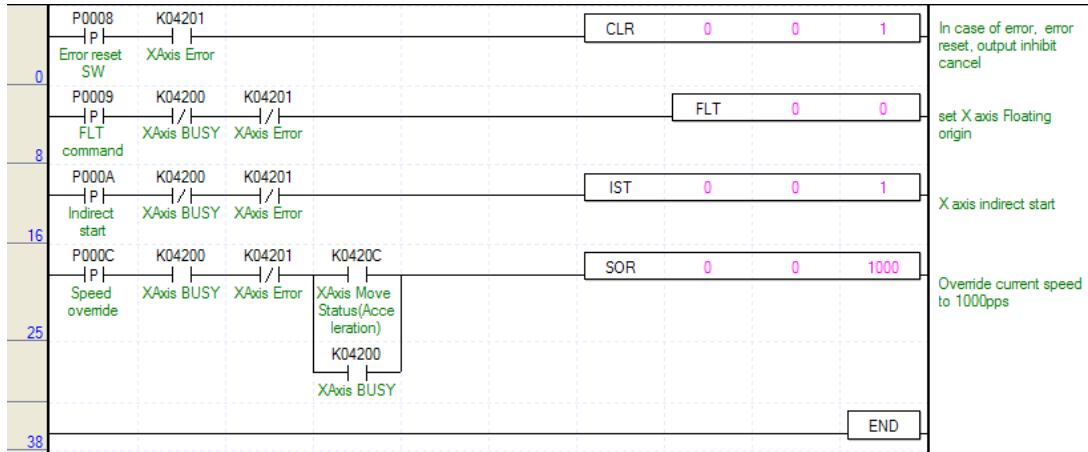 P0008 K04201
P CLR 0 0 1 In case of error, error
Error reset XAxis Error reset, output inhibit
SW cancel
0
P0009 K04200 K04201
P FLT 0 0 set X axis Floating
FLT XAxis BUSY XAxis Error origin
command
8
P000A K04200 K04201
P IST 0 0 1
Indirect XAxis BUSY XAxis Error X axis indirect start
start
16
P000C K04200 K04201 K0420C
P SOR 0 0 1000
Speed XAxis BUSY XAxis Error XAxis Move Override current speed
override Status(Acce to 1000pps
leration)
25
K04200
XAxis BUSY
END
38